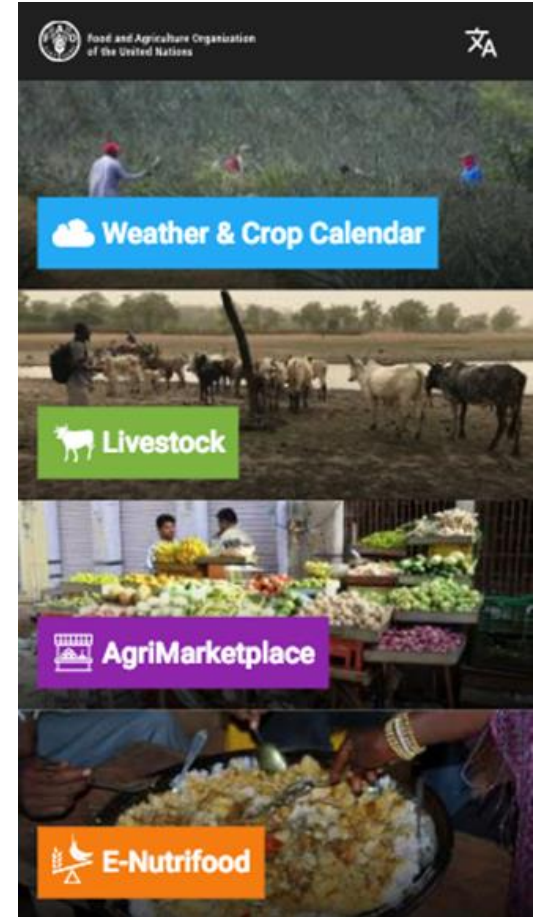 Food and Agriculture Organization
of the United Nations
Weather & Crop Calendar
Livestock
AgriMarketplace
E-Nutrifood